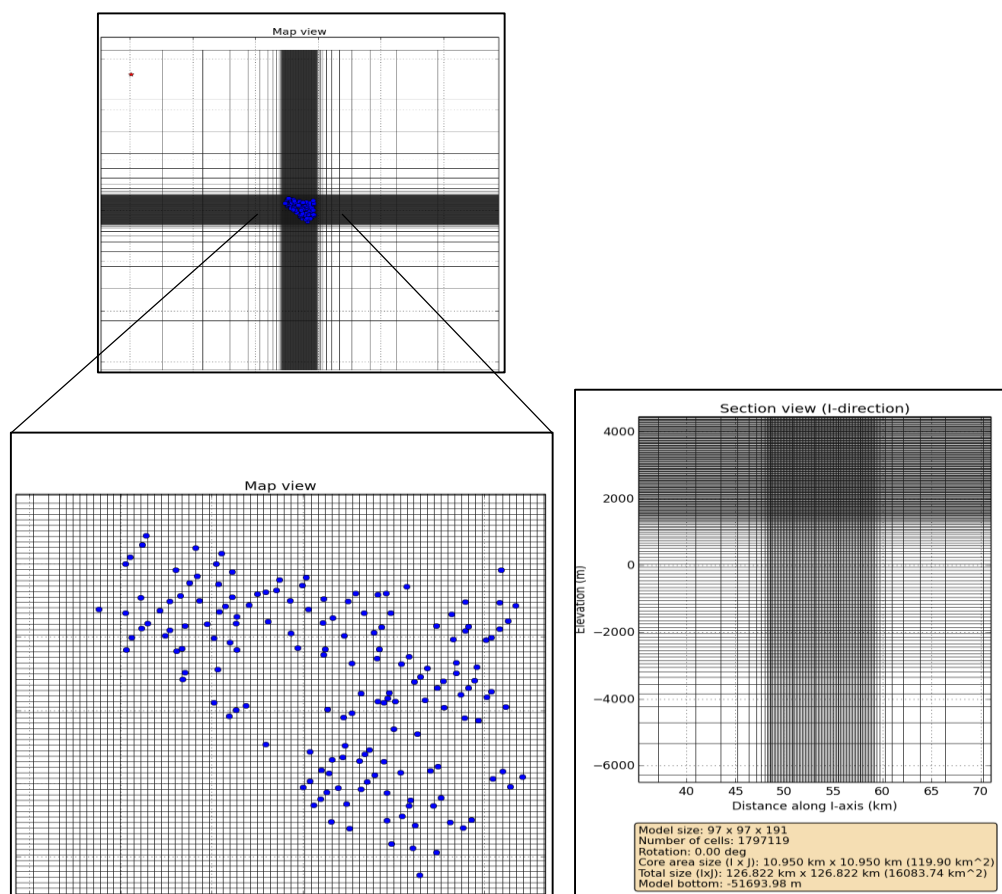 Map view
Map view
Section view (I-direction)
4000
2000
0
−2000
−4000
−6000
Elevation (m)
35
40
45
50
55
60
65
70
Distance along I-axis (km)
Model size: 97 x 97 x 191
Number of cells: 1797119
Rotation: 0.00 deg
Core area size (I x J): 10.950 km x 10.950 km (119.90 km^2)
Total size (IxJ): 126.822 km x 126.822 km (16083.74 km^2)
Model bottom: -51693.98 m